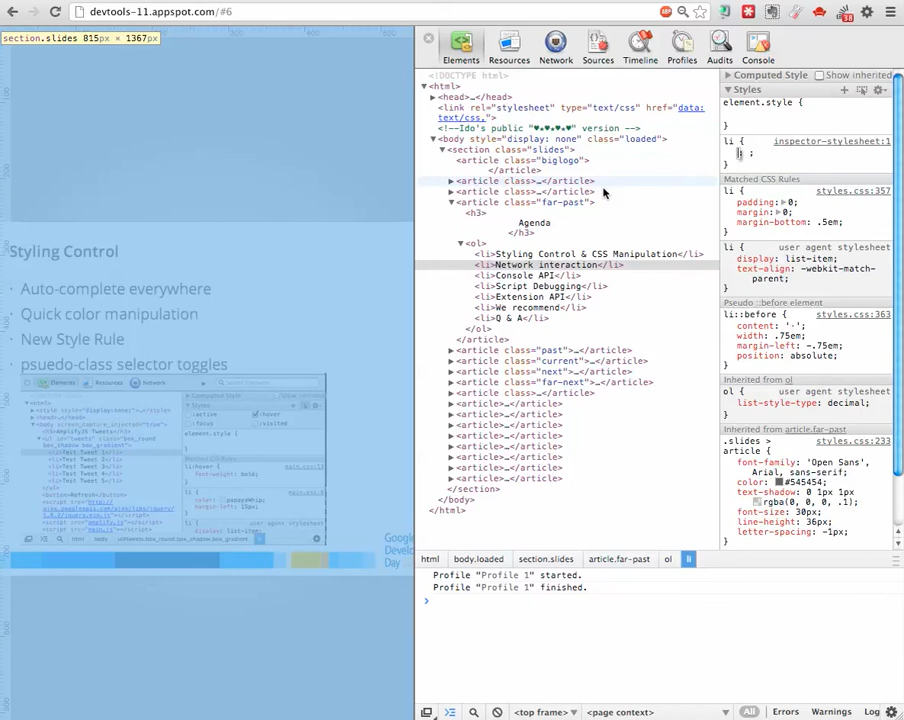 devtools-11.appspot.com/#6
38
section.slides 815px × 1367px
Styling Control
· Auto-complete everywhere
· Quick color manipulation
· New Style Rule
· psuedo-class selector toggles
Elements Resources Network
Google
Develo
Day
Elements Resources Network Sources Timeline Profiles Audits Console
<!DOCTYPE html>
▼<html>
▶<head>…</head>
<link rel="stylesheet" type="text/css" href="data:
text/css,">
<!--Ido's public "♥★♥★♥★♥" version -->
▼<body style="display: none" class="loaded">
▼<section class="slides">
<article class="biglogo">
</article>
▶<article class>…</article>
▶<article class>…</article>
▼<article class="far-past">
<h3>
Agenda
</h3>
▼<ol>
<li>Styling Control & CSS Manipulation</li>
<li>Network interaction</li>
<li>Console API</li>
<li>Script Debugging</li>
<li>Extension API</li>
<li>We recommend</li>
<li>Q & A</li>
</ol>
</article>
▶<article class="past">…</article>
▶<article class="current">…</article>
▶<article class="next">…</article>
▶<article class="far-next">…</article>
▶<article>…</article>
▶<article>…</article>
▶<article>…</article>
▶<article>…</article>
▶<article>…</article>
▶<article>…</article>
▶<article>…</article>
▶<article>…</article>
▶<article>…</article>
</section>
</body>
</html>
▶ Computed Style Show inherited
▼ Styles
element.style {
}
li { inspector-stylesheet:1
: ;
}
Matched CSS Rules
li { styles.css:357
padding:▶0;
margin:▶0;
margin-bottom: .5em;
}
li { user agent stylesheet
display: list-item;
text-align: -webkit-match-
parent;
}
Pseudo ::before element
li::before { styles.css:363
content: '·';
width: .75em;
margin-left: -.75em;
position: absolute;
}
Inherited from ol
ol { user agent stylesheet
list-style-type: decimal;
}
Inherited from article.far-past
.slides > styles.css:233
article {
font-family: 'Open Sans',
Arial, sans-serif;
color: #545454;
text-shadow: 0 1px 1px
rgba(0, 0, 0, .1);
font-size: 30px;
line-height: 36px;
letter-spacing: -1px;
}
html body.loaded section.slides article.far-past ol li
Profile "Profile 1" started.
Profile "Profile 1" finished.
>
<top frame> <page context> All Errors Warnings Log